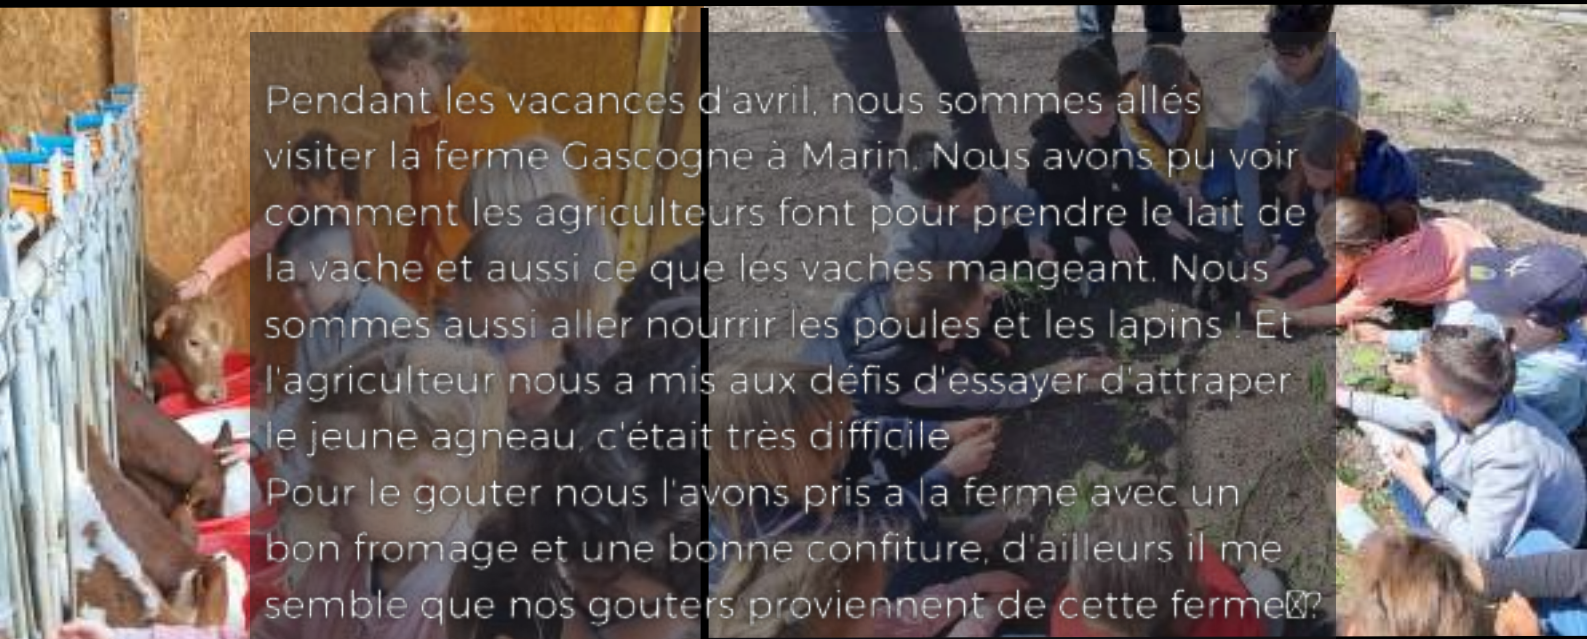 Pendant les vacances d'avril, nous sommes allés
visiter la ferme Gascogne à Marin. Nous avons pu voir
comment les agriculteurs font pour prendre le lait de
la vache et aussi ce que les vaches mangeant. Nous
sommes aussi aller nourrir les poules et les lapins ! Et
l'agriculteur nous a mis aux défis d'essayer d'attraper
le jeune agneau, c'était très difficile.
Pour le gouter nous l'avons pris a la ferme avec un
bon fromage et une bonne confiture, d'ailleurs il me
semble que nos gouters proviennent de cette ferme ?